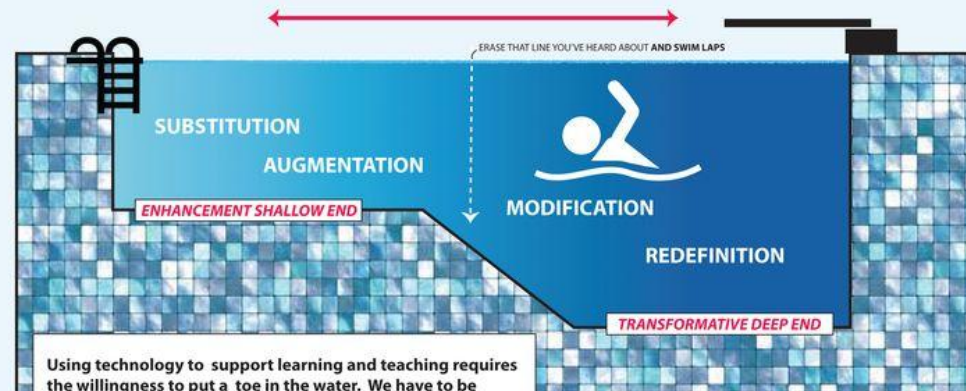 ERASE THAT LINE YOU'VE HEARD ABOUT AND SWIM LAPS
SUBSTITUTION
AUGMENTATION
ENHANCEMENT SHALLOW END
MODIFICATION
REDEFINITION
TRANSFORMATIVE DEEP END
Using technology to support learning and teaching requires
the willingness to put a toe in the water. We have to be